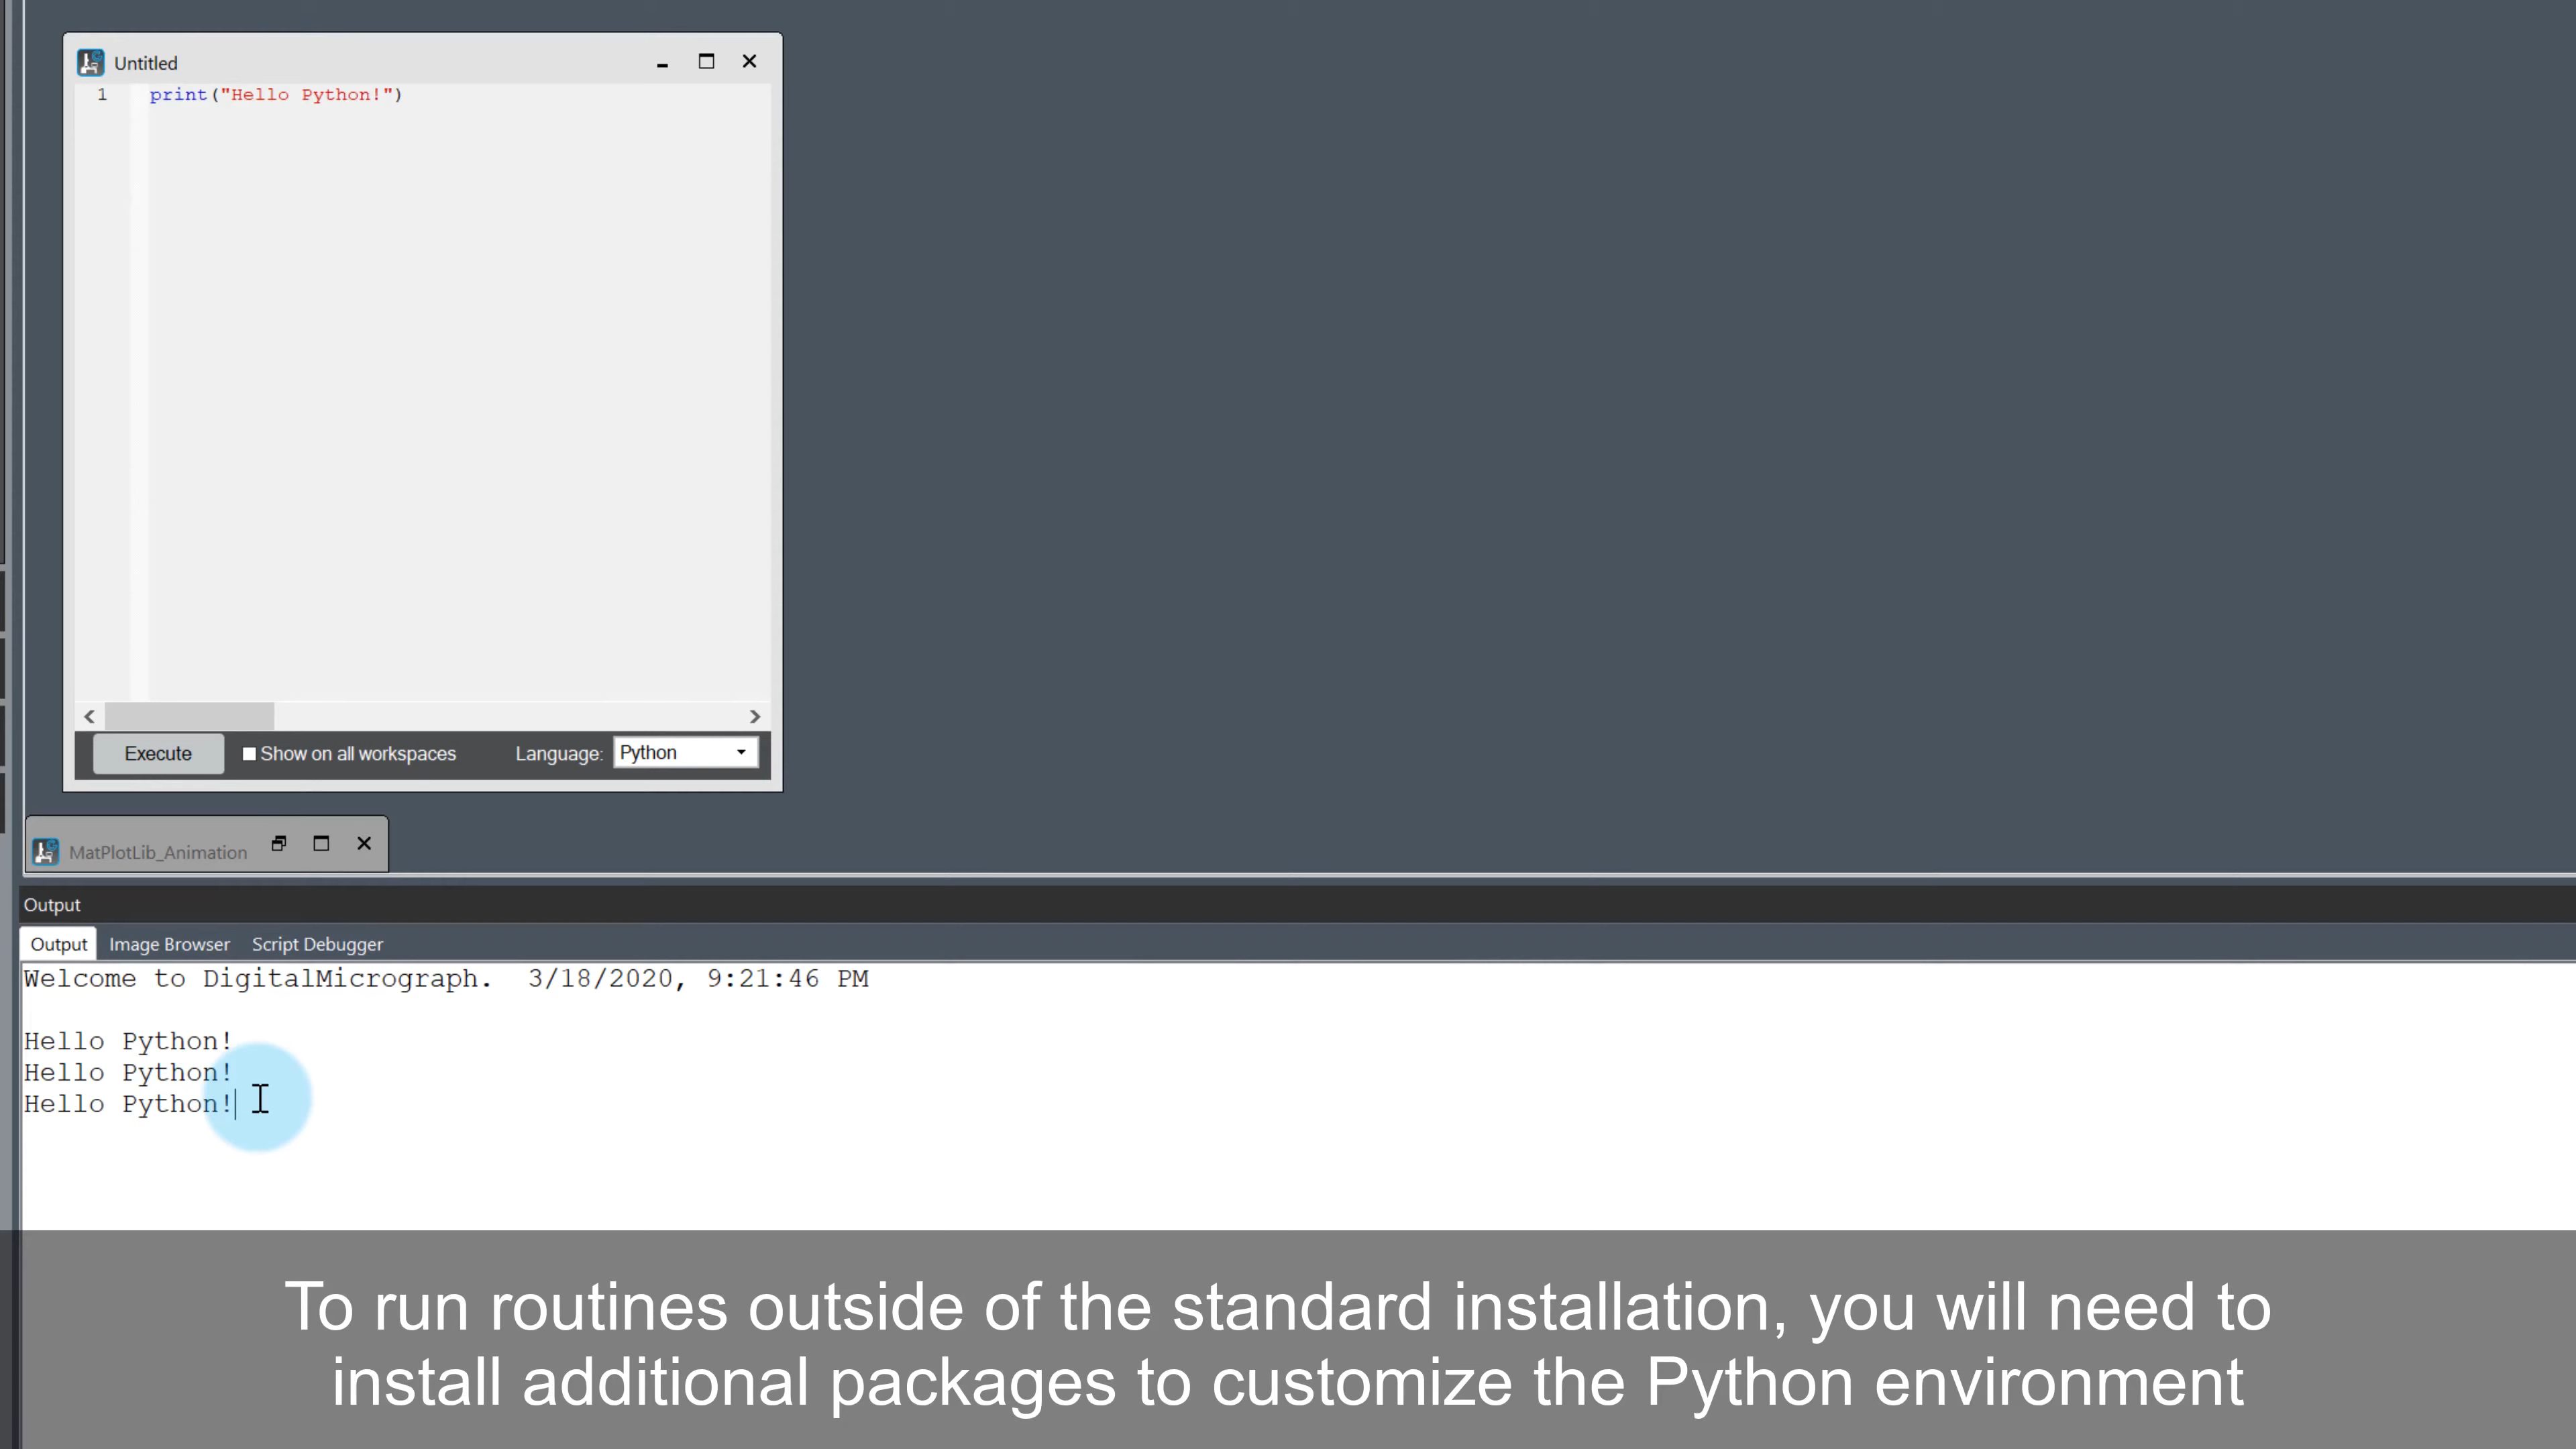 Untitled
1 print("Hello Python!")
Execute Show on all workspaces Language: Python
MatPlotLib_Animation
Output
Output Image Browser Script Debugger
Welcome to DigitalMicrograph. 3/18/2020, 9:21:46 PM
Hello Python!
Hello Python!
Hello Python!
To run routines outside of the standard installation, you will need to
install additional packages to customize the Python environment